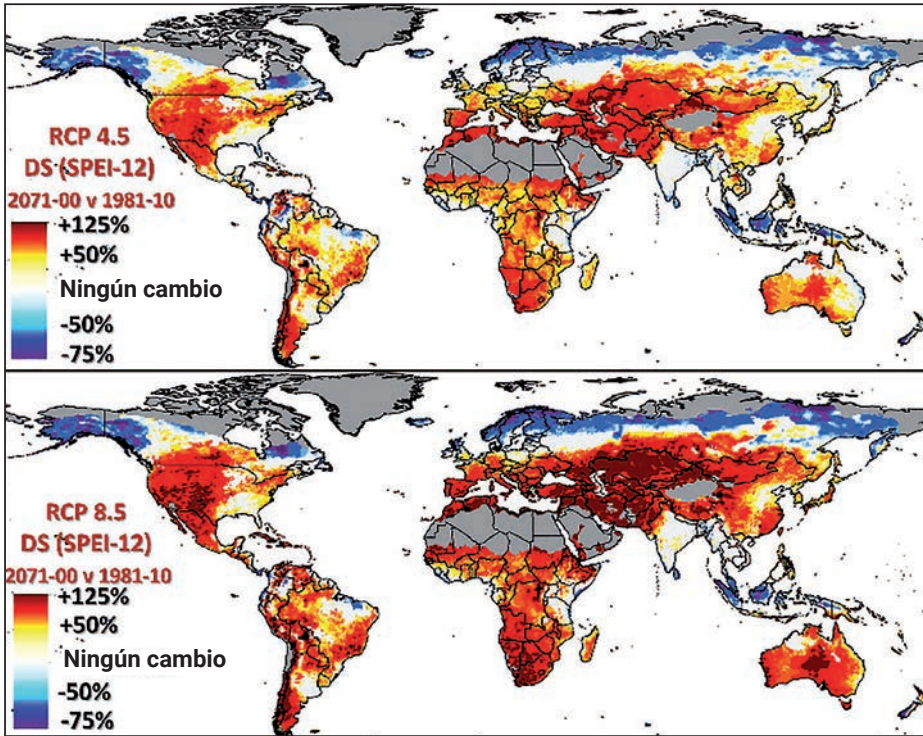 RCP 4.5
DS (SPEI-12)
2071-00 v 1981-10
+125%
+50%
Ningún cambio
-50%
-75%
RCP 8.5
DS (SPEI-12)
2071-00 v 1981-10
+125%
+50%
Ningún cambio
-50%
-75%